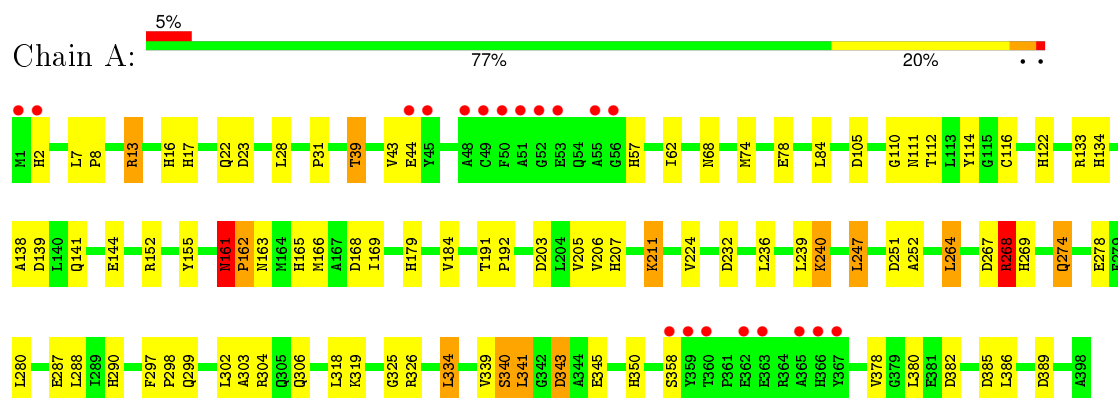 5%
Chain A:
77% 20% • •
M1 H2 L7 P8 R13 H16 H17 Q22 D23 L28 P31 T39 V43 E44 Y45 A48 C49 F50 A51 G52 E53 Q54 A55 G56 H57 I62 N68 M74 E78 L84 D105 G110 N111 T112 L113 Y114 G115 C116 H122 R133 H134
A138 D139 L140 Q141 E144 R152 Y155 N161 P162 N163 M164 H165 M166 A167 D168 I169 H179 V184 T191 P192 D203 L204 V205 V206 H207 K211 V224 D232 L236 L239 K240 L247 D251 A252 L264 D267 R268 H269 Q274 E278
L280 E287 L288 I289 H290 F297 P298 Q299 L302 A303 R304 Q305 Q306 L318 K319 G325 R326 L334 V339 S340 L341 G342 D343 A344 E345 H350 S358 Y359 T360 P361 E362 E363 R364 A365 H366 Y367 V378 G379 L380 E381 D382 D385 L386 D389 A398